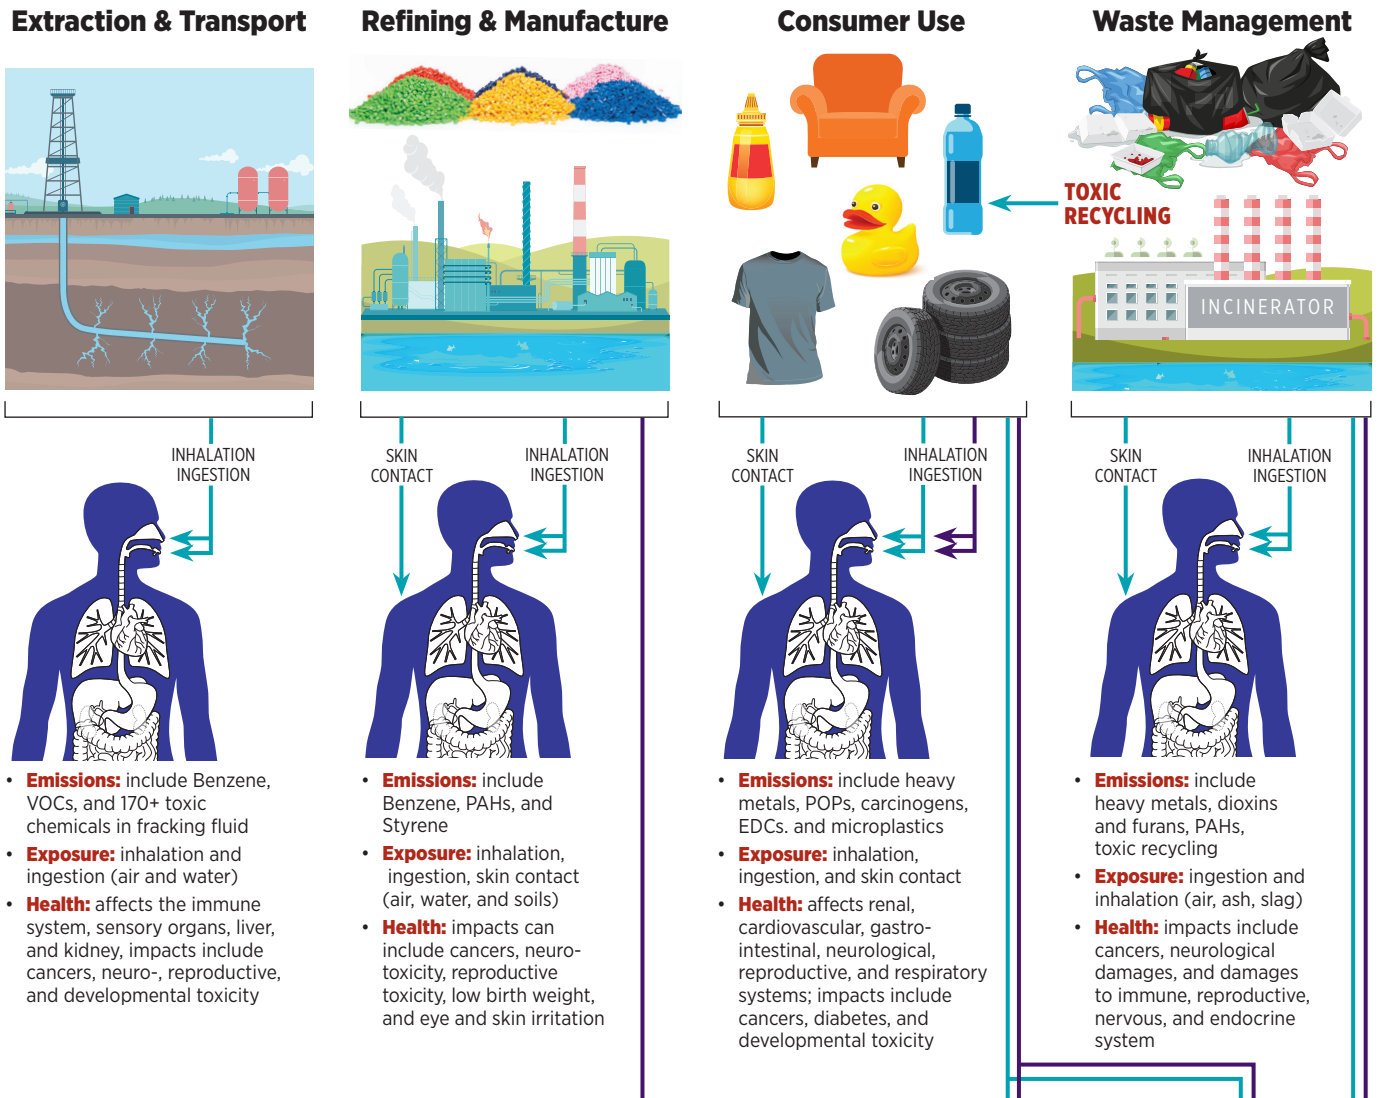 Extraction & Transport
Refining & Manufacture
Consumer Use
Waste Management
TOXIC
RECYCLING
INCINERATOR
INHALATION
INGESTION
SKIN
CONTACT
INHALATION
INGESTION
SKIN
CONTACT
INHALATION
INGESTION
SKIN
CONTACT
INHALATION
INGESTION
• Emissions: include Benzene,
VOCs, and 170+ toxic
chemicals in fracking fluid
• Exposure: inhalation and
ingestion (air and water)
• Health: affects the immune
system, sensory organs, liver,
and kidney, impacts include
cancers, neuro-, reproductive,
and developmental toxicity
• Emissions: include
Benzene, PAHs, and
Styrene
• Exposure: inhalation,
ingestion, skin contact
(air, water, and soils)
• Health: impacts can
include cancers, neuro-
toxicity, reproductive
toxicity, low birth weight,
and eye and skin irritation
• Emissions: include heavy
metals, POPs, carcinogens,
EDCs. and microplastics
• Exposure: inhalation,
ingestion, and skin contact
• Health: affects renal,
cardiovascular, gastro-
intestinal, neurological,
reproductive, and respiratory
systems; impacts include
cancers, diabetes, and
developmental toxicity
• Emissions: include
heavy metals, dioxins
and furans, PAHs,
toxic recycling
• Exposure: ingestion and
inhalation (air, ash, slag)
• Health: impacts include
cancers, neurological
damages, and damages
to immune, reproductive,
nervous, and endocrine
system